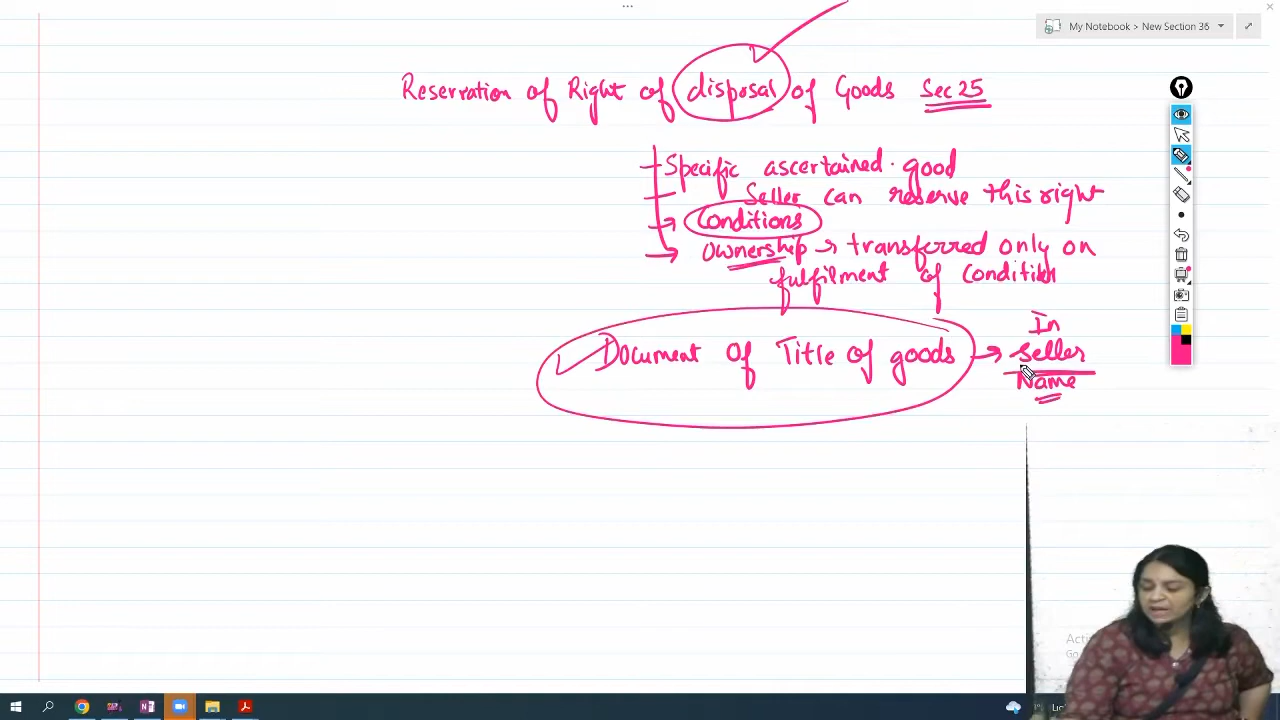 My Notebook > New Section 36
Reservation of Right of disposal of Goods Sec 25
Specific ascertained good
Seller can reserve this right
Conditions
Ownership → transferred only on
fulfilment of condition
Document of Title of goods → In
Seller
Name